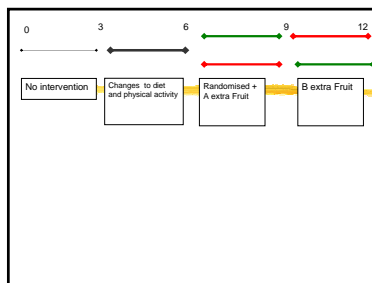 0 3 6 9 12
No intervention
Changes to diet
and physical activity
Randomised +
A extra Fruit
B extra Fruit